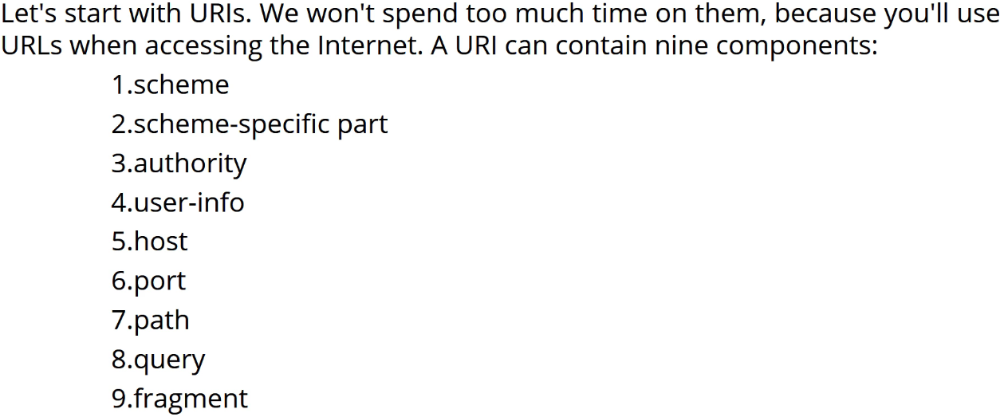 Let's start with URIs. We won't spend too much time on them, because you'll use
URLs when accessing the Internet. A URI can contain nine components:
1.scheme
2.scheme-specific part
3.authority
4.user-info
5.host
6.port
7.path
8.query
9.fragment